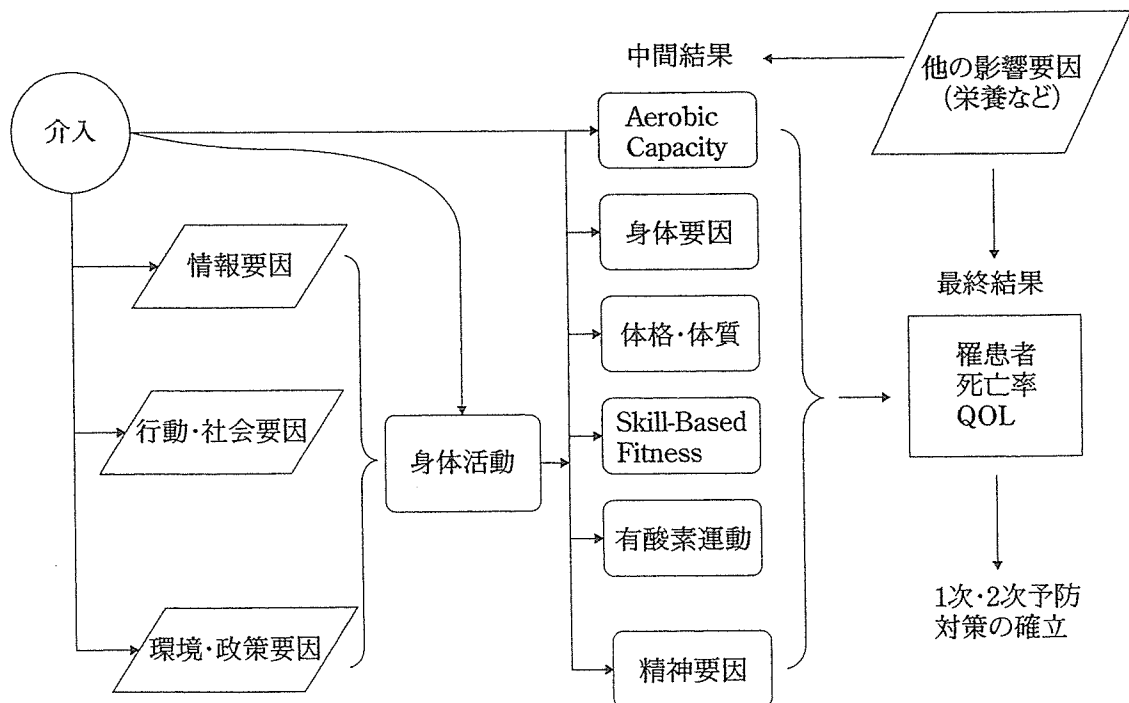 介入
情報要因
行動・社会要因
環境・政策要因
身体活動
中間結果
Aerobic
Capacity
身体要因
体格・体質
Skill-Based
Fitness
有酸素運動
精神要因
他の影響要因
(栄養など)
最終結果
罹患者
死亡率
QOL
1次・2次予防
対策の確立